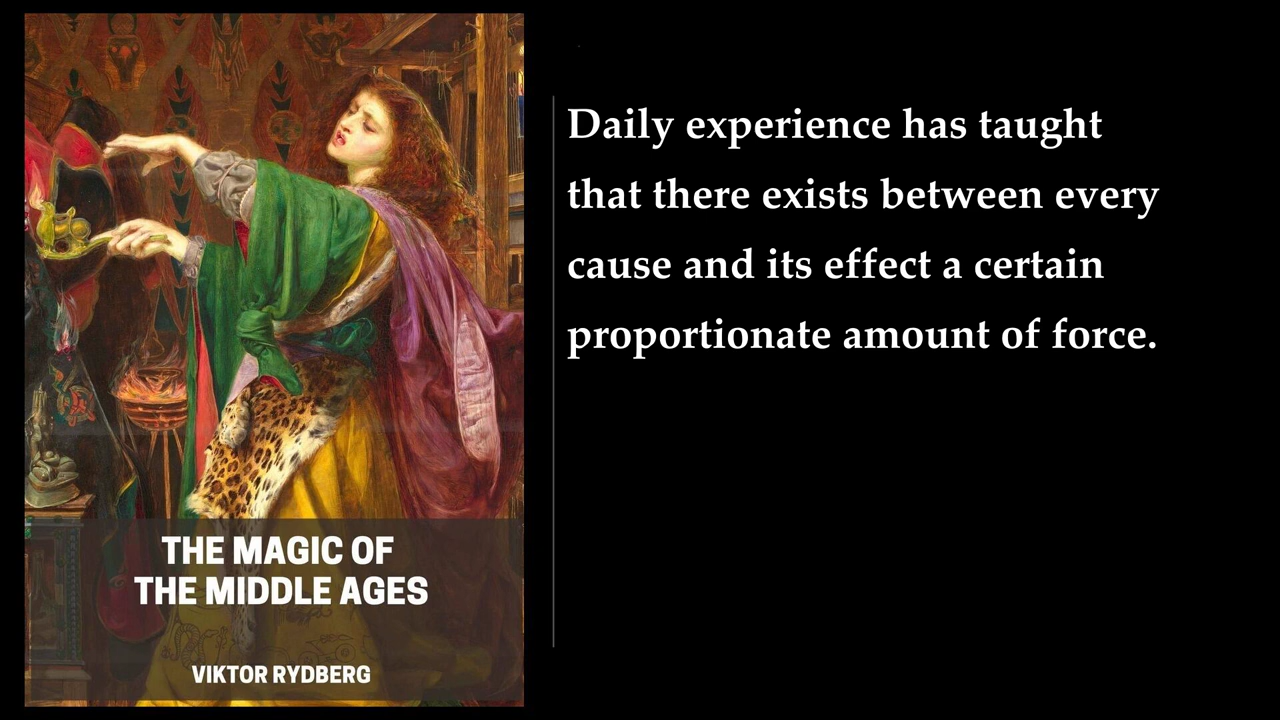 THE MAGIC OF
THE MIDDLE AGES
VIKTOR RYDBERG
Daily experience has taught
that there exists between every
cause and its effect a certain
proportionate amount of force.